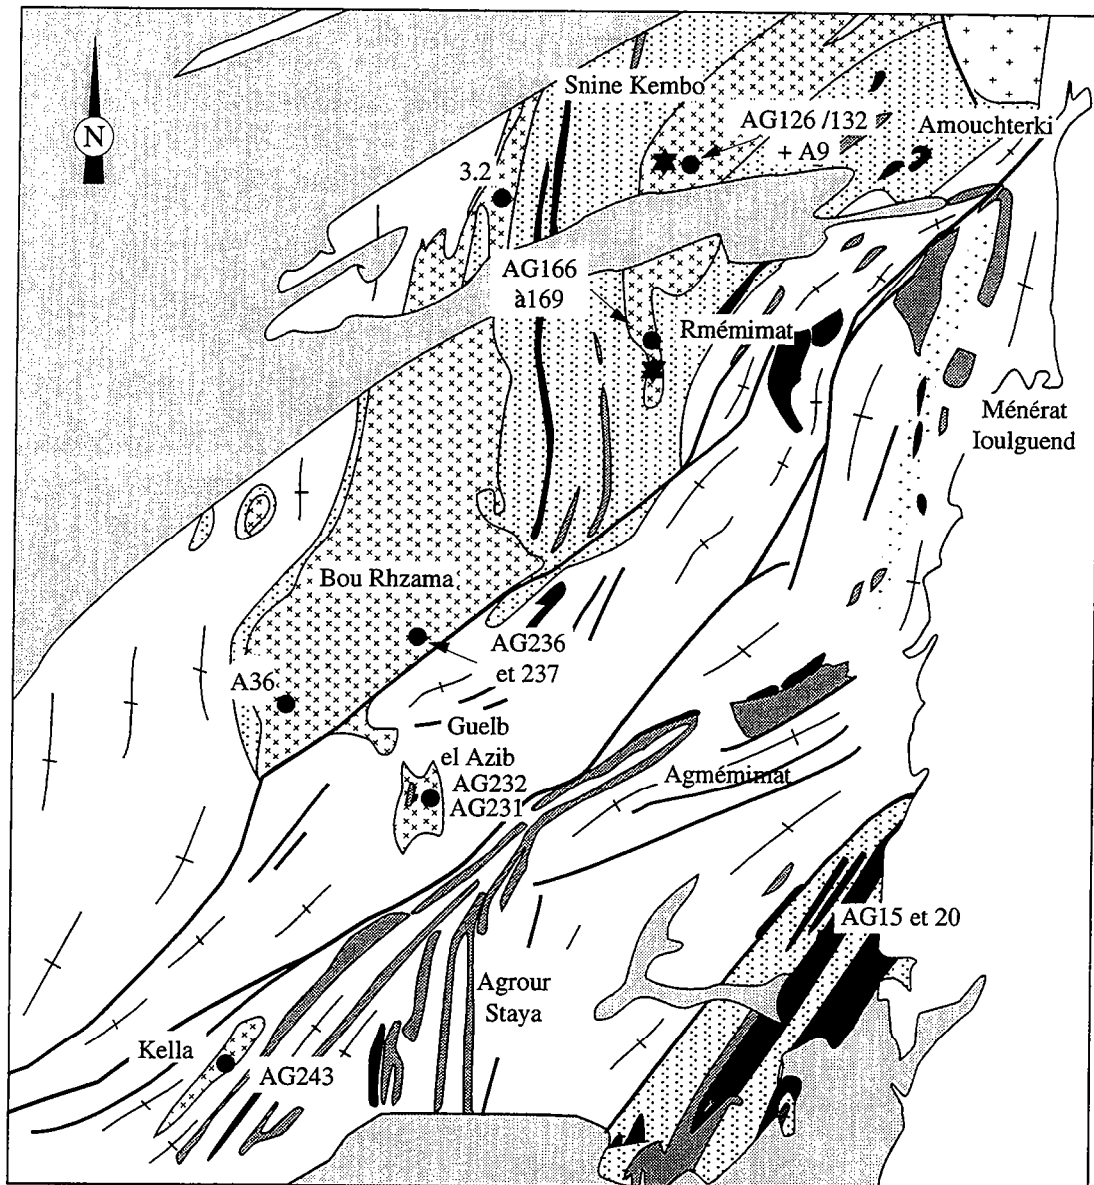 N
Snine Kembo
AG126 /132
+ A9
Amouchterki
3.2
AG166
à169
Rmémimat
Ménérat
Ioulguend
Bou Rhzama
AG236
et 237
A36
Guelb
el Azib
AG232
AG231
Agmémimat
AG15 et 20
Agrour
Staya
Kella
AG243